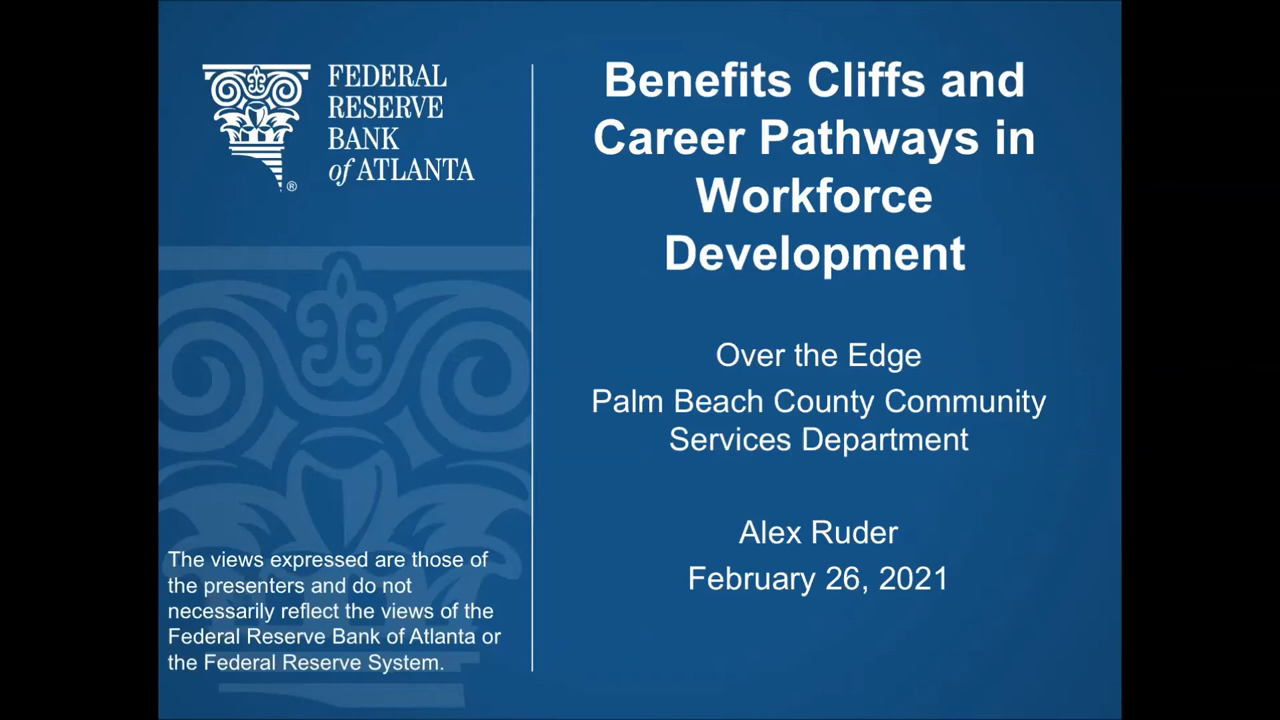 FEDERAL
RESERVE
BANK
of ATLANTA
®
Benefits Cliffs and
Career Pathways in
Workforce
Development
Over the Edge
Palm Beach County Community
Services Department
Alex Ruder
February 26, 2021
The views expressed are those of
the presenters and do not
necessarily reflect the views of the
Federal Reserve Bank of Atlanta or
the Federal Reserve System.